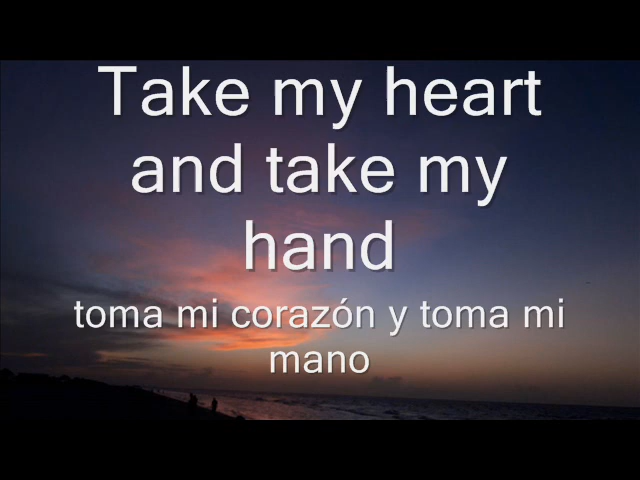 Take my heart
and take my
hand
toma mi corazón y toma mi
mano